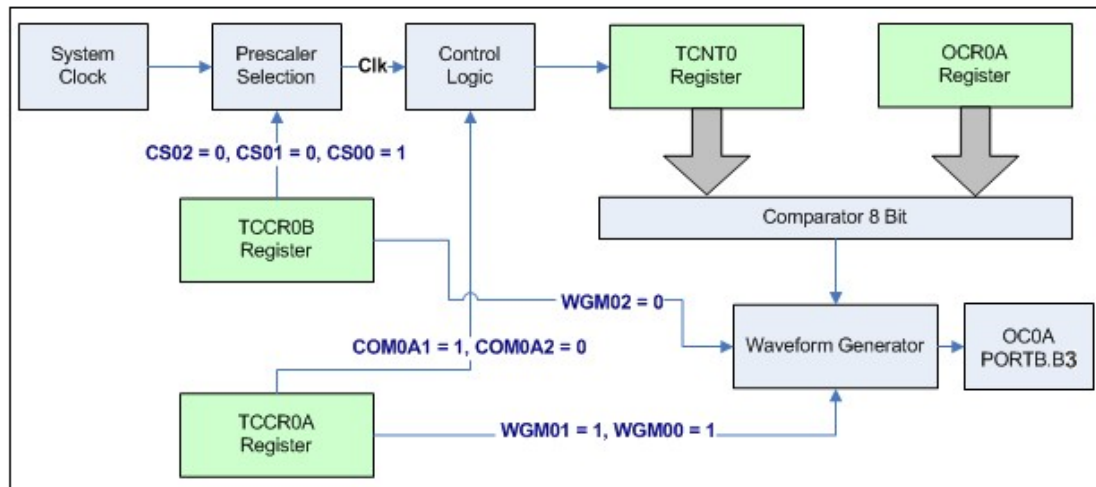 System
Clock
Prescaler
Selection
Clk
Control
Logic
TCNT0
Register
OCR0A
Register
CS02 = 0, CS01 = 0, CS00 = 1
TCCR0B
Register
Comparator 8 Bit
WGM02 = 0
COM0A1 = 1, COM0A2 = 0
Waveform Generator
OC0A
PORTB.B3
TCCR0A
Register
WGM01 = 1, WGM00 = 1